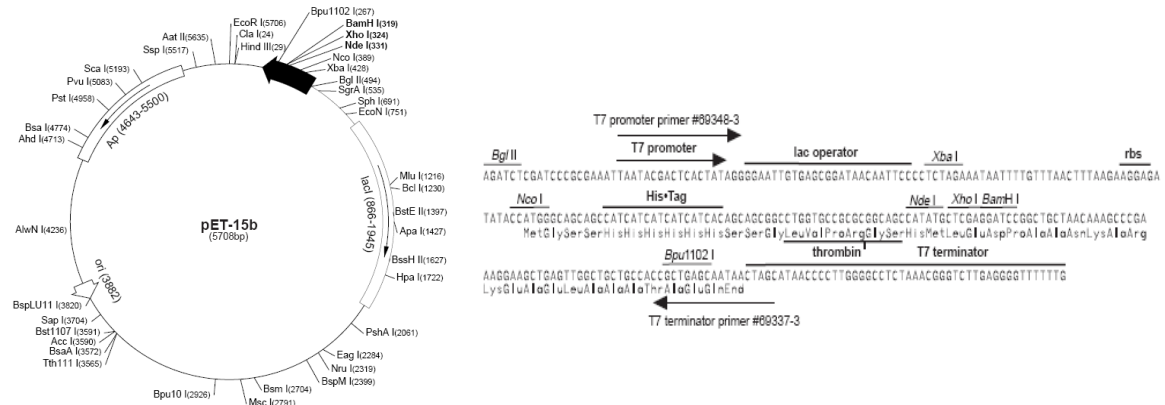 EcoR I(5706)
Cla I(24)
Hind III(29)
Bpu1102 I(267)
BamH I(319)
Xho I(324)
Nde I(331)
Nco I(389)
Xba I(428)
Bgl II(494)
SgrA I(535)
Sph I(691)
EcoN I(751)
Aat II(5635)
Ssp I(5517)
Sca I(5193)
Pvu I(5083)
Pst I(4958)
Bsa I(4774)
Ahd I(4713)
Ap (4643-5500)
lacI (866-1945)
Mlu I(1216)
Bcl I(1230)
BstE II(1397)
Apa I(1427)
BssH II(1627)
Hpa I(1722)
pET-15b
(5708bp)
AlwN I(4236)
ori (3882)
BspLU11 I(3820)
Sap I(3704)
Bst1107 I(3591)
Acc I(3590)
BsaA I(3572)
Tth111 I(3565)
PshA I(2061)
Eag I(2284)
Nru I(2319)
BspM I(2399)
Bsm I(2704)
Msc I(2791)
Bpu10 I(2926)
T7 promoter primer #69348-3
Bgl II T7 promoter lac operator Xba I rbs
AGATCTCGATCCCGCGAAATTAATACGACTCACTATAGGGGAATTGTGAGCGGATAACAATTCCCCTCTAGAAATAATTTTGTTTAACTTTAAGAAGGAGA
Nco I His•Tag Nde I Xho I BamH I
TATACCATGGGCAGCAGCCATCATCATCATCATCACAGCAGCGGCCTGGTGCCGCGCGGCAGCCATATGCTCGAGGATCCGGCTGCTAACAAAGCCCGA
MetGlySerSerHisHisHisHisHisHisSerSerGlyLeuValProArgGlySerHisMetLeuGluAspProAlaAlaAsnLysAlaArg
Bpu1102 I thrombin T7 terminator
AAGGAAGCTGAGTTGGCTGCTGCCACCGCTGAGCAATAACTAGCATAACCCCTTGGGGCCTCTAAACGGGTCTTGAGGGGTTTTTTG
LysGluAlaGluLeuAlaAlaAlaThrAlaGluGlnEnd
T7 terminator primer #69337-3